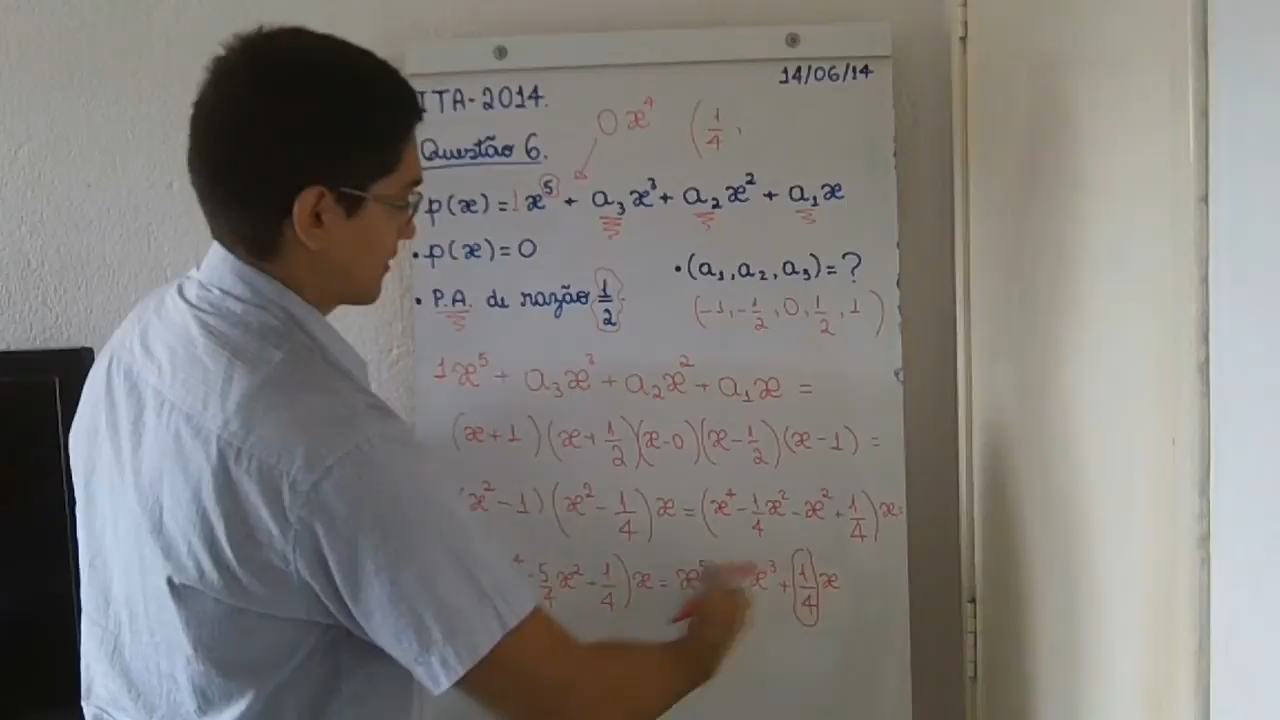 14/06/14
ITA-2014.
0x⁴ (1/4,
Questão 6.
p(x) = 1x⁵ + a₃x³ + a₂x² + a₁x
• p(x) = 0
• (a₁, a₂, a₃) = ?
• P.A. de razão 1/2.
(-1, -1/2, 0, 1/2, 1)
1x⁵ + a₃x³ + a₂x² + a₁x =
(x+1)(x+1/2)(x-0)(x-1/2)(x-1) =
x²-1)(x²-1/4)x = (x⁴-1/4x²-x²+1/4)x=
⁴-5/4x²-1/4)x = x⁵ x³+1/4x